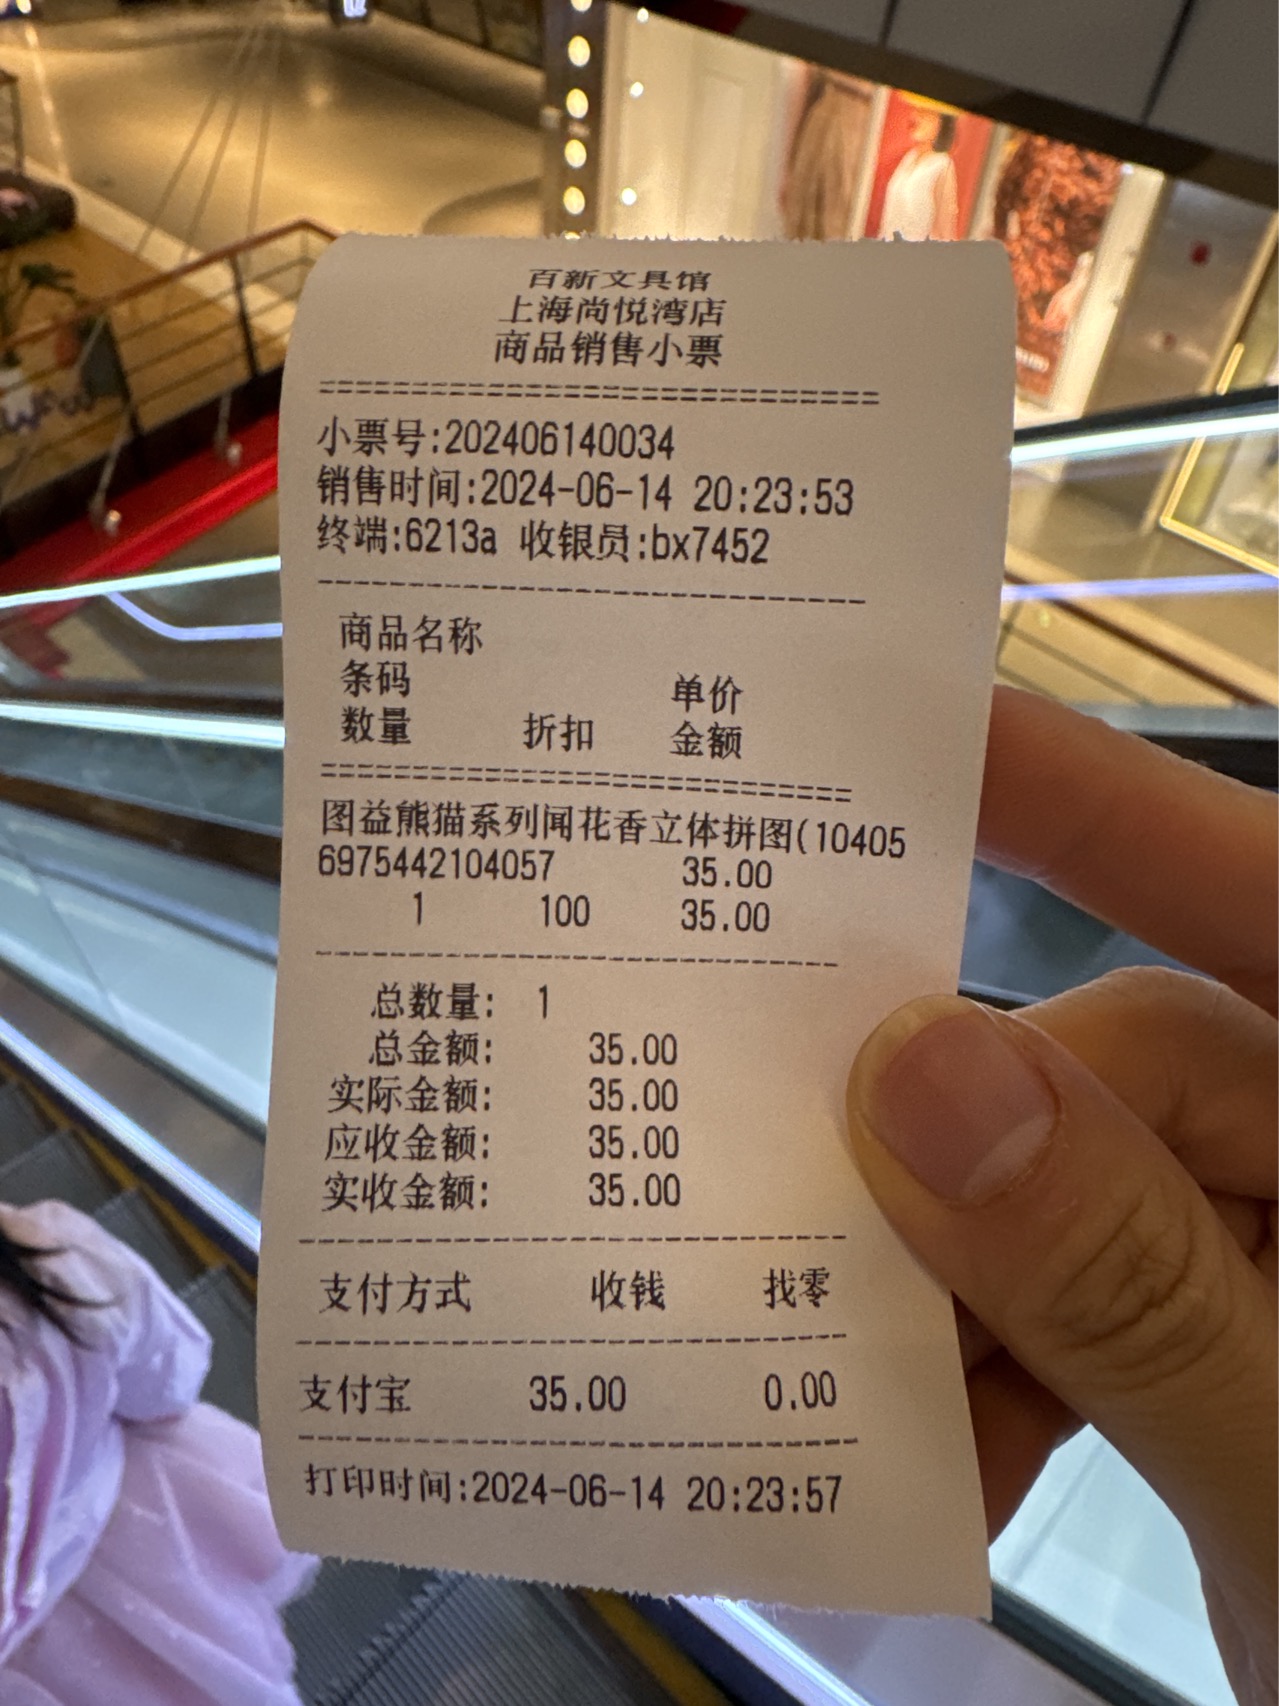 百新文具馆
上海尚悦湾店
商品销售小票
==============================
小票号:202406140034
销售时间:2024-06-14 20:23:53
终端:6213a 收银员:bx7452
------------------------------
商品名称
条码 单价
数量 折扣 金额
==============================
图益熊猫系列闻花香立体拼图(10405
6975442104057 35.00
1 100 35.00
------------------------------
总数量: 1
总金额: 35.00
实际金额: 35.00
应收金额: 35.00
实收金额: 35.00
------------------------------
支付方式 收钱 找零
------------------------------
支付宝 35.00 0.00
------------------------------
打印时间:2024-06-14 20:23:57